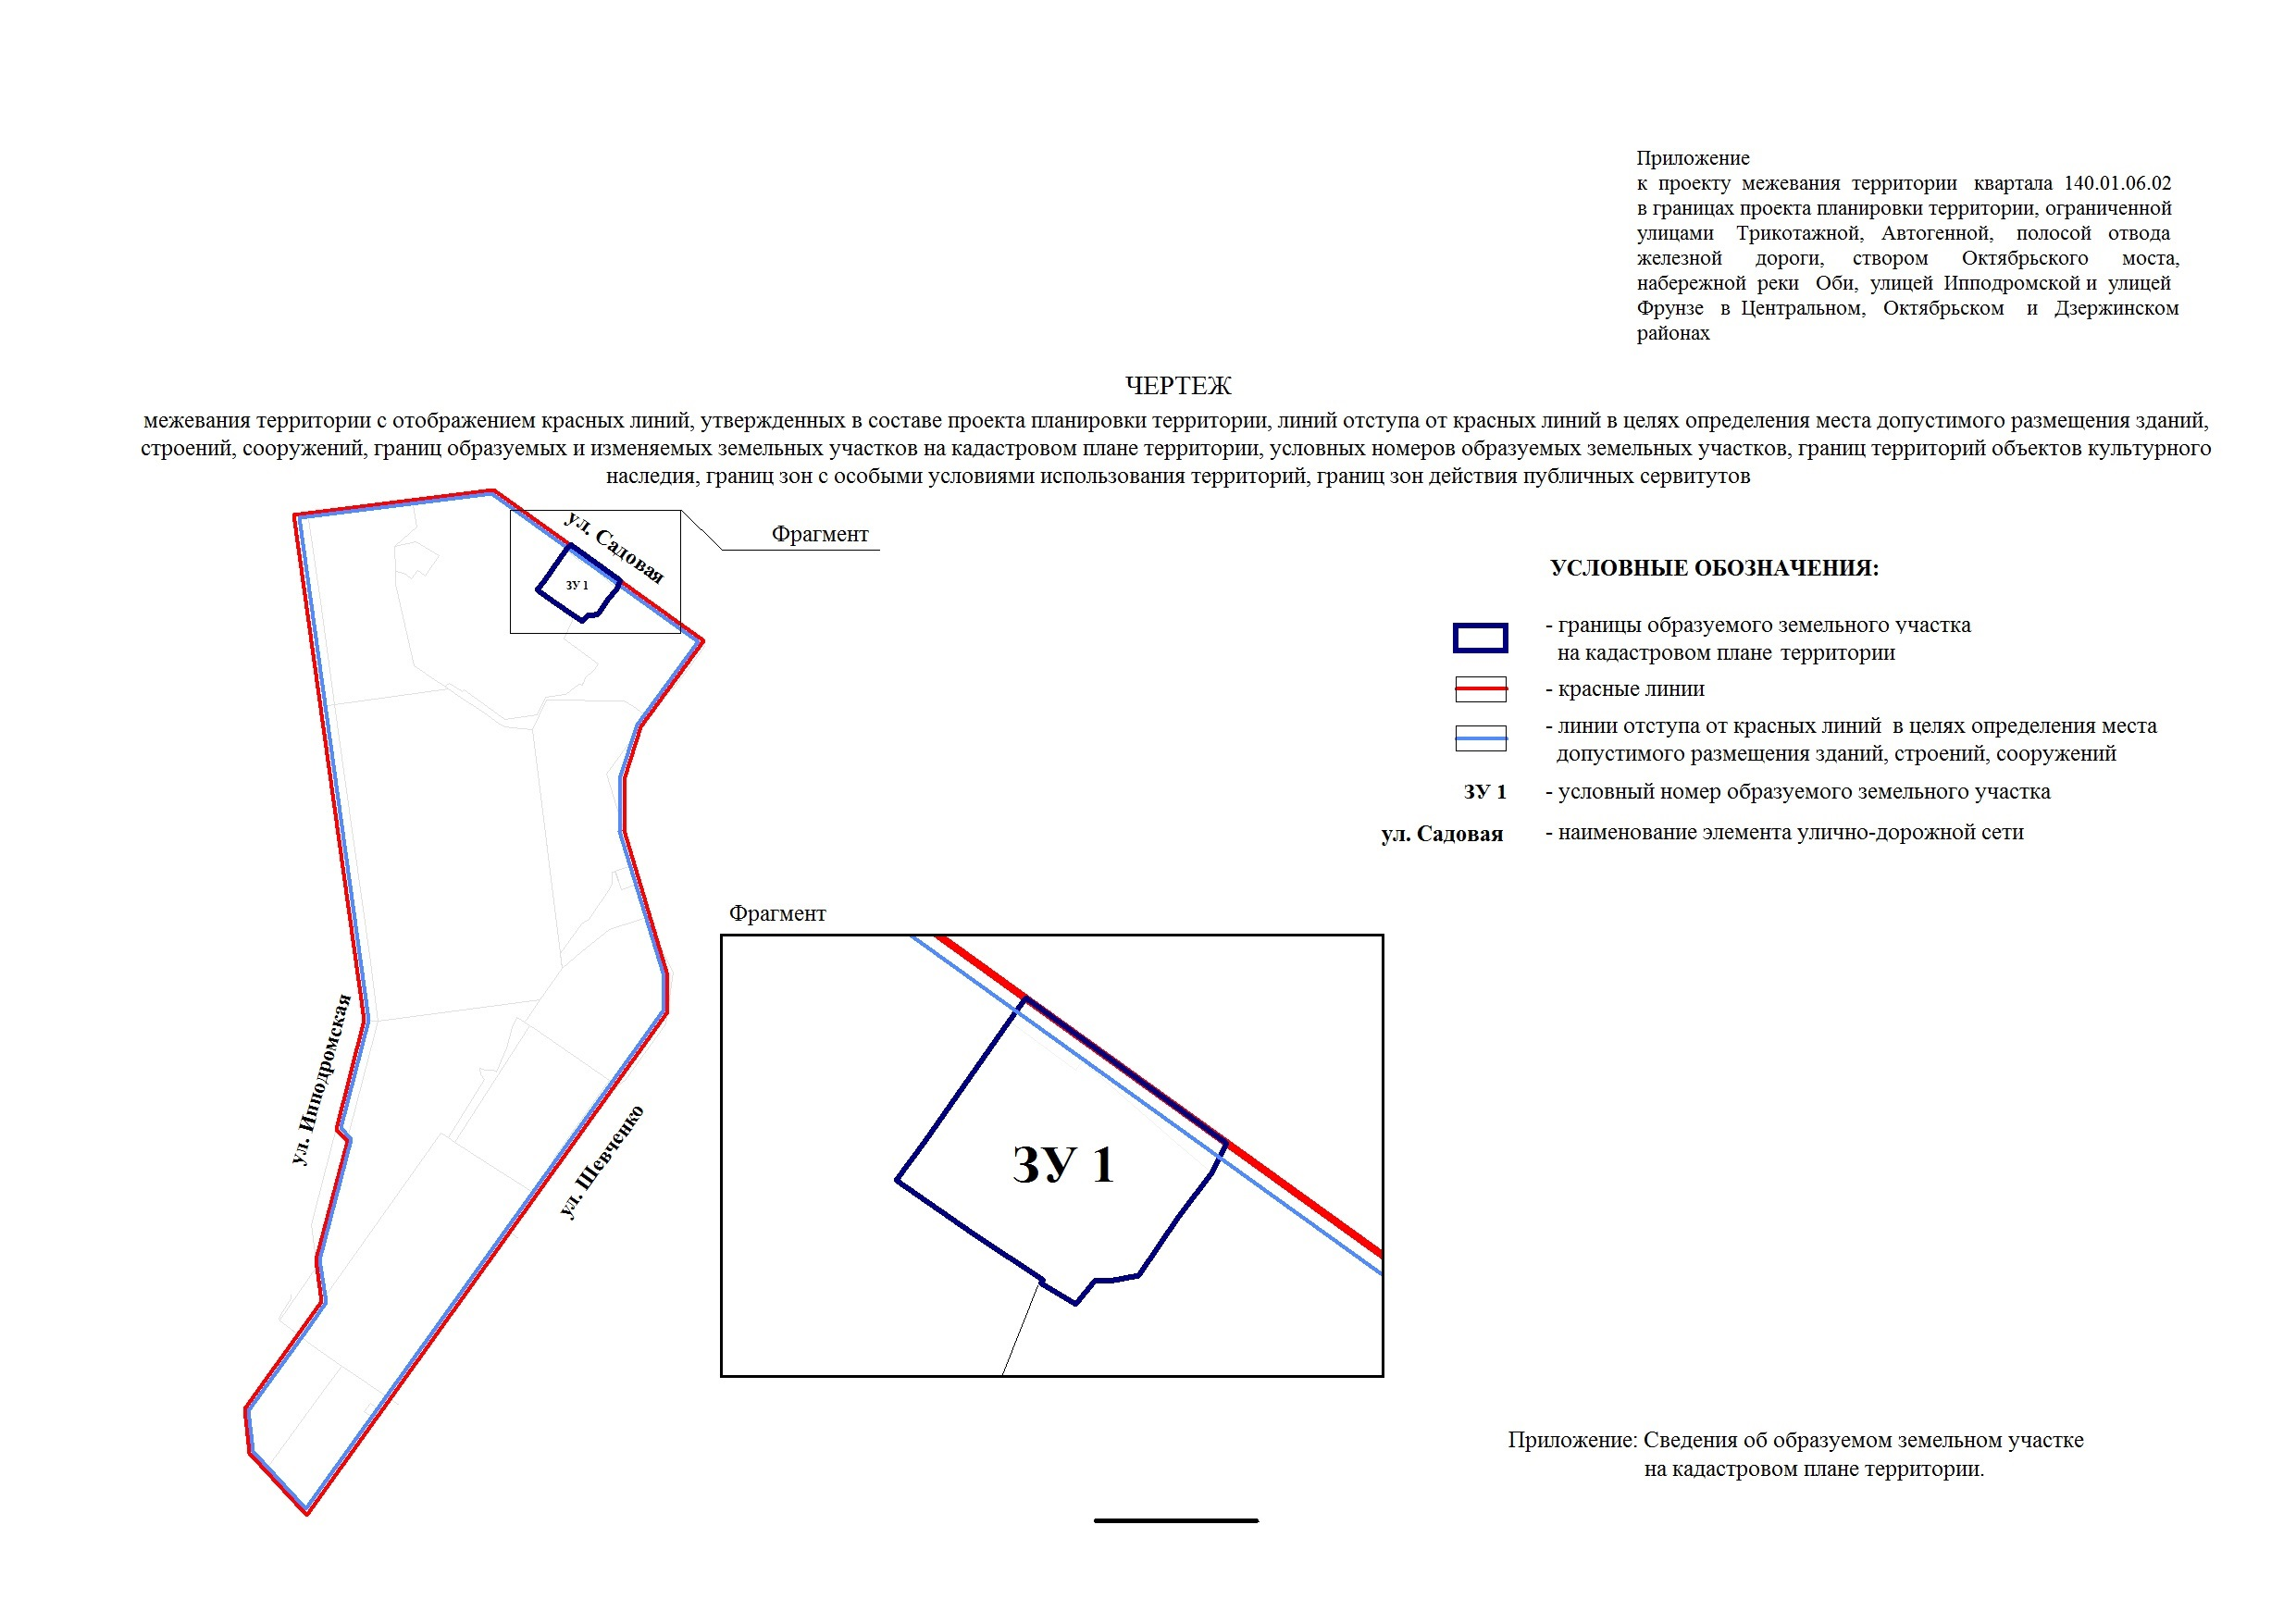 Приложение
к проекту межевания территории квартала 140.01.06.02
в границах проекта планировки территории, ограниченной
улицами Трикотажной, Автогенной, полосой отвода
железной дороги, створом Октябрьского моста,
набережной реки Оби, улицей Ипподромской и улицей
Фрунзе в Центральном, Октябрьском и Дзержинском
районах
ЧЕРТЕЖ
межевания территории с отображением красных линий, утвержденных в составе проекта планировки территории, линий отступа от красных линий в целях определения места допустимого размещения зданий,
строений, сооружений, границ образуемых и изменяемых земельных участков на кадастровом плане территории, условных номеров образуемых земельных участков, границ территорий объектов культурного
наследия, границ зон с особыми условиями использования территорий, границ зон действия публичных сервитутов
ул. Садовая
Фрагмент
ЗУ 1
УСЛОВНЫЕ ОБОЗНАЧЕНИЯ:
- границы образуемого земельного участка
на кадастровом плане территории
- красные линии
- линии отступа от красных линий в целях определения места
допустимого размещения зданий, строений, сооружений
ЗУ 1 - условный номер образуемого земельного участка
ул. Садовая - наименование элемента улично-дорожной сети
Фрагмент
ЗУ 1
ул. Ипподромская
ул. Шевченко
Приложение: Сведения об образуемом земельном участке
на кадастровом плане территории.